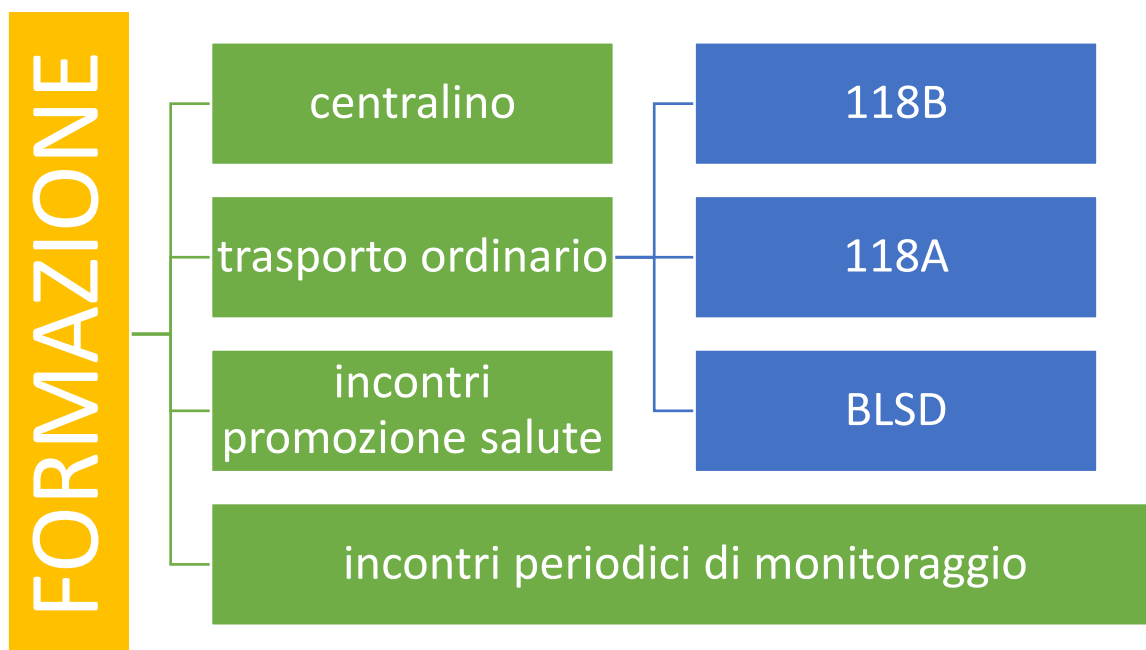 FORMAZIONE
centralino
trasporto ordinario
118B
118A
BLSD
incontri
promozione salute
incontri periodici di monitoraggio